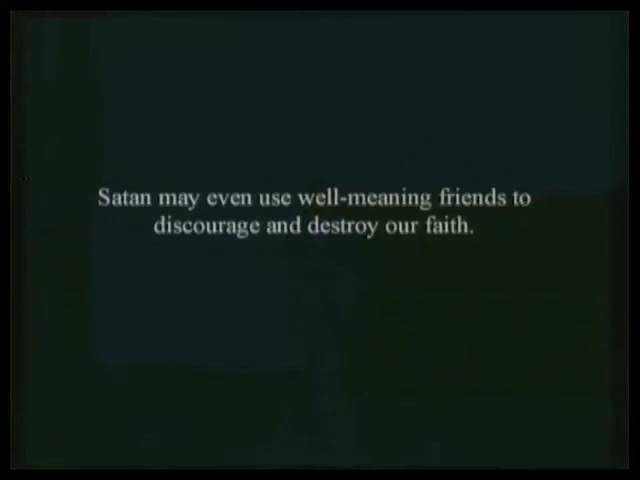 Satan may even use well-meaning friends to
discourage and destroy our faith.